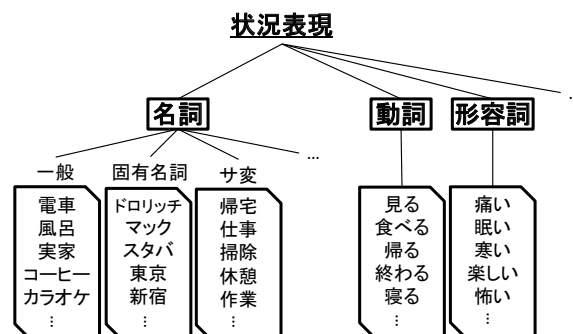 状況表現
...
名詞
動詞
形容詞
...
一般
固有名詞
サ変
電車
風呂
実家
コーヒー
カラオケ
⋮
ドロリッチ
マック
スタバ
東京
新宿
⋮
帰宅
仕事
掃除
休憩
作業
⋮
見る
食べる
帰る
終わる
寝る
⋮
痛い
眠い
寒い
楽しい
怖い
⋮